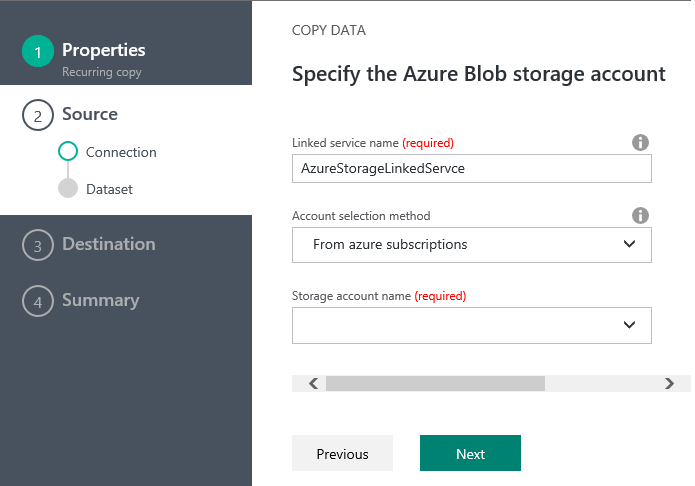 1 Properties
Recurring copy
2 Source
Connection
Dataset
3 Destination
4 Summary
COPY DATA
Specify the Azure Blob storage account
Linked service name (required)
AzureStorageLinkedServce
Account selection method
From azure subscriptions
Storage account name (required)
Previous
Next